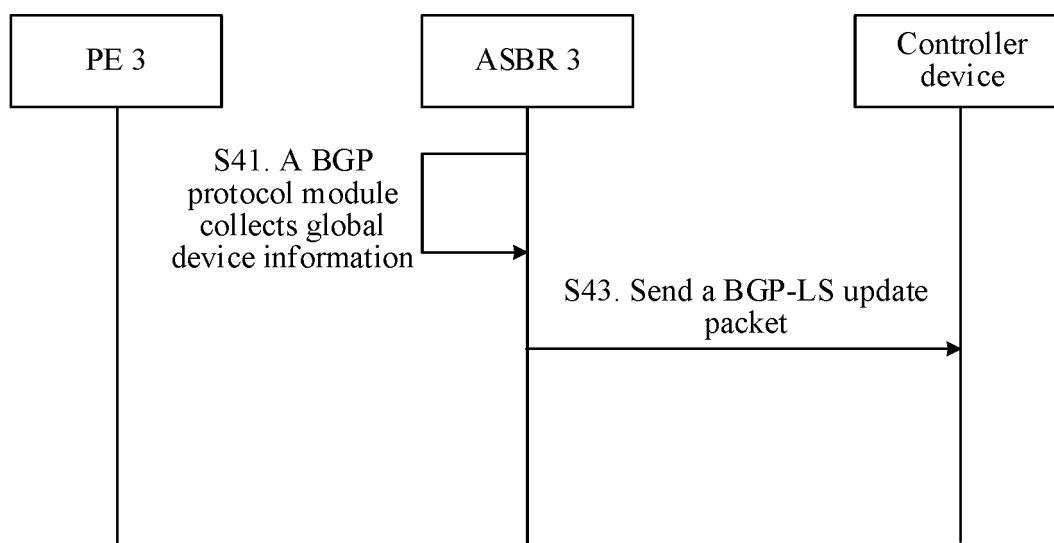 PE 3
ASBR 3
Controller
device
S41. A BGP
protocol module
collects global
device information
S43. Send a BGP-LS update
packet